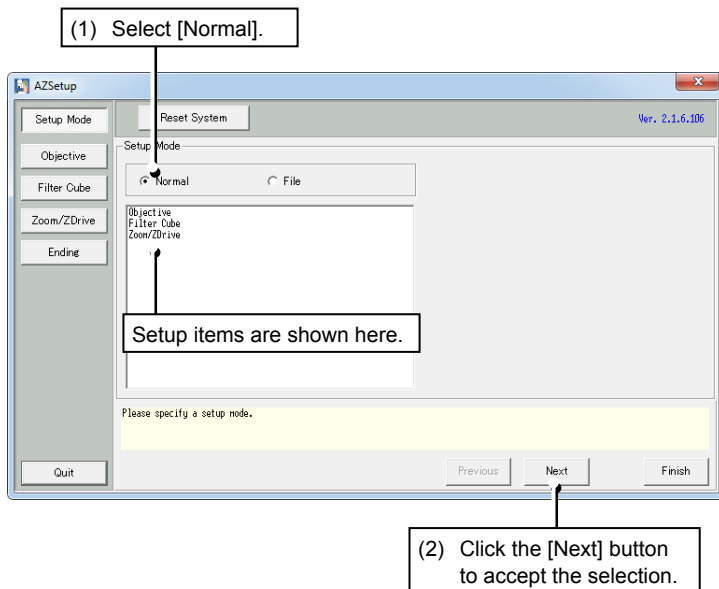 (1) Select [Normal].
AZSetup
Setup Mode
Reset System
Ver. 2.1.6.106
Setup Mode
Objective
Normal
File
Filter Cube
Objective
Filter Cube
Zoom/ZDrive
Zoom/ZDrive
Ending
Setup items are shown here.
Please specify a setup mode.
Quit
Previous
Next
Finish
(2) Click the [Next] button
to accept the selection.